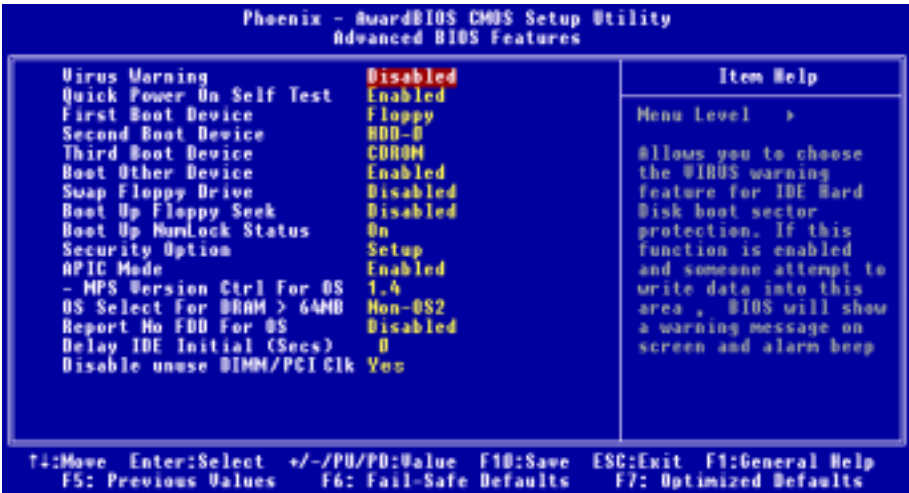 Phoenix - AwardBIOS CMOS Setup Utility
Advanced BIOS Features
Virus Warning Disabled
Quick Power On Self Test Enabled
First Boot Device Floppy
Second Boot Device HDD-0
Third Boot Device CDROM
Boot Other Device Enabled
Swap Floppy Drive Disabled
Boot Up Floppy Seek Disabled
Boot Up NumLock Status On
Security Option Setup
APIC Mode Enabled
- MPS Version Ctrl For OS 1.4
OS Select For DRAM > 64MB Non-OS2
Report No FDD For OS Disabled
Delay IDE Initial (Secs) 0
Disable unuse DIMM/PCI Clk Yes
Item Help
Menu Level ▸
Allows you to choose
the VIRUS warning
feature for IDE Hard
Disk boot sector
protection. If this
function is enabled
and someone attempt to
write data into this
area , BIOS will show
a warning message on
screen and alarm beep
↑↓:Move Enter:Select +/-/PU/PD:Value F10:Save ESC:Exit F1:General Help
F5: Previous Values F6: Fail-Safe Defaults F7: Optimized Defaults